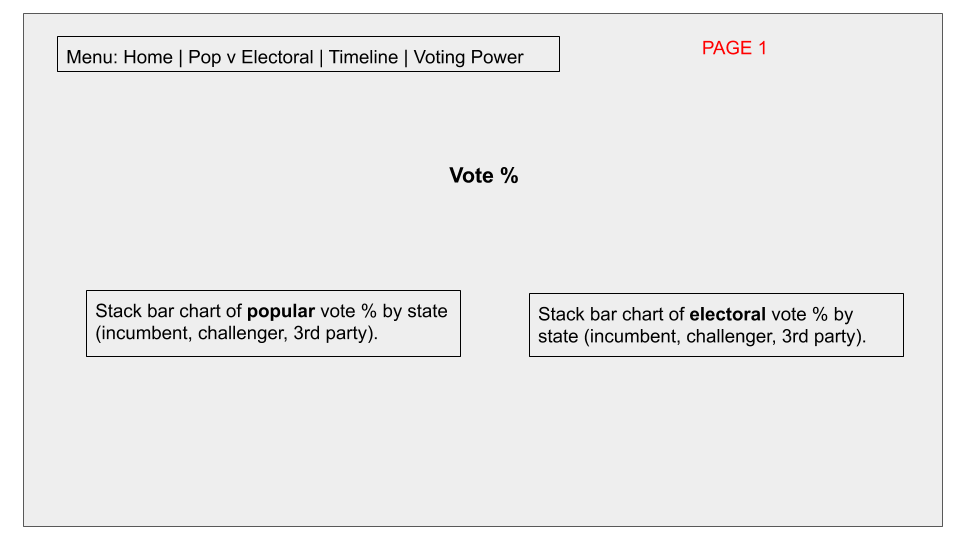 Menu: Home | Pop v Electoral | Timeline | Voting Power
PAGE 1
Vote %
Stack bar chart of popular vote % by state
(incumbent, challenger, 3rd party).
Stack bar chart of electoral vote % by
state (incumbent, challenger, 3rd party).